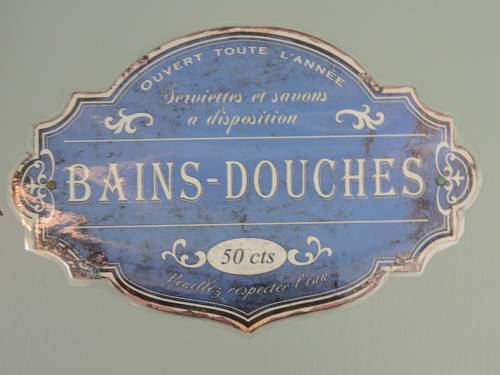 OUVERT TOUTE L'ANNÉE
Serviettes et savons
a disposition
BAINS-DOUCHES
50 cts
Veuillez respecter l'eau